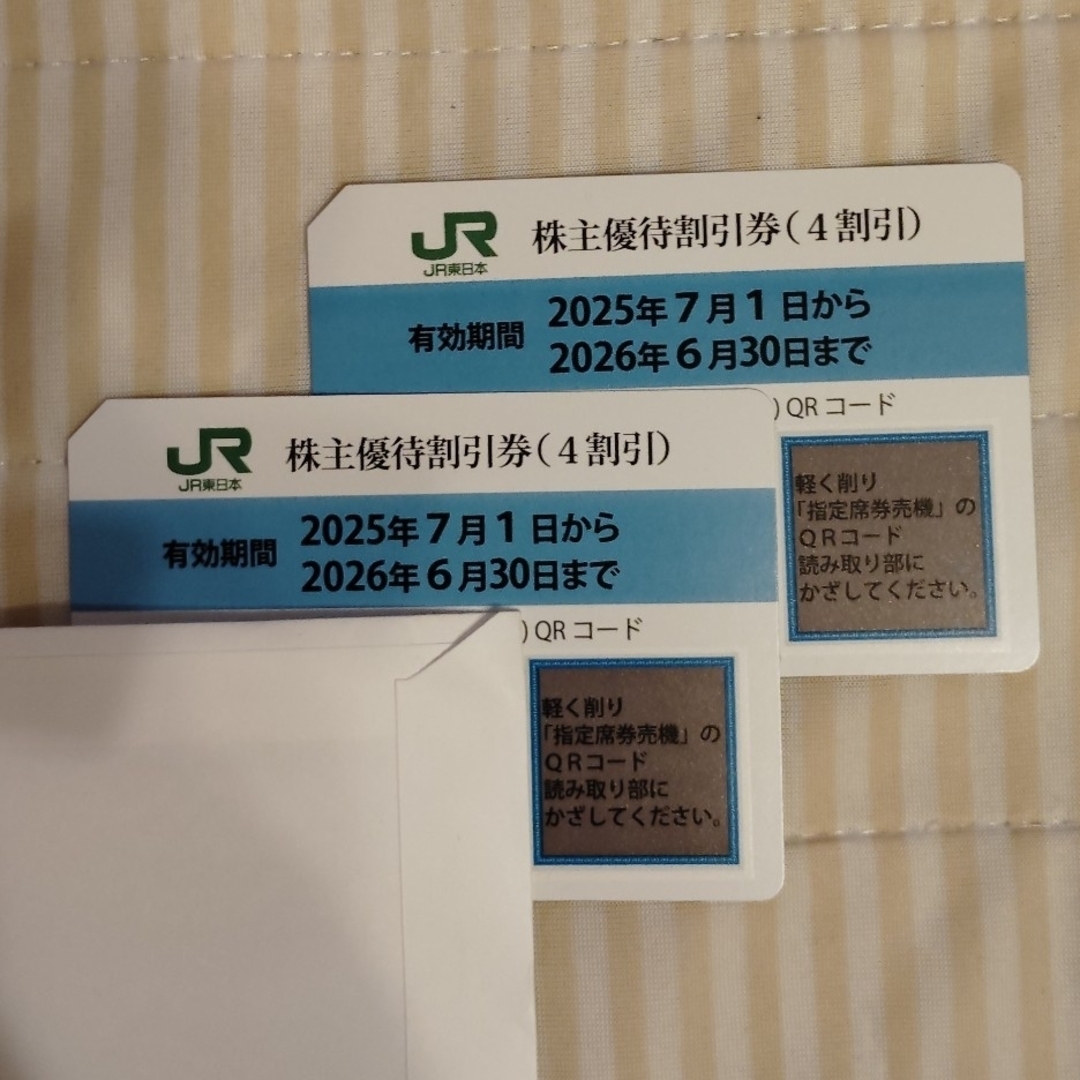 JR
JR東日本
株主優待割引券(4割引)
有効期間
2025年7月1日から
2026年6月30日まで
)QRコード
軽く削り
「指定席券売機」の
QRコード
読み取り部に
かざしてください。
JR
JR東日本
株主優待割引券(4割引)
有効期間
2025年7月1日から
2026年6月30日まで
)QRコード
軽く削り
「指定席券売機」の
QRコード
読み取り部に
かざしてください。